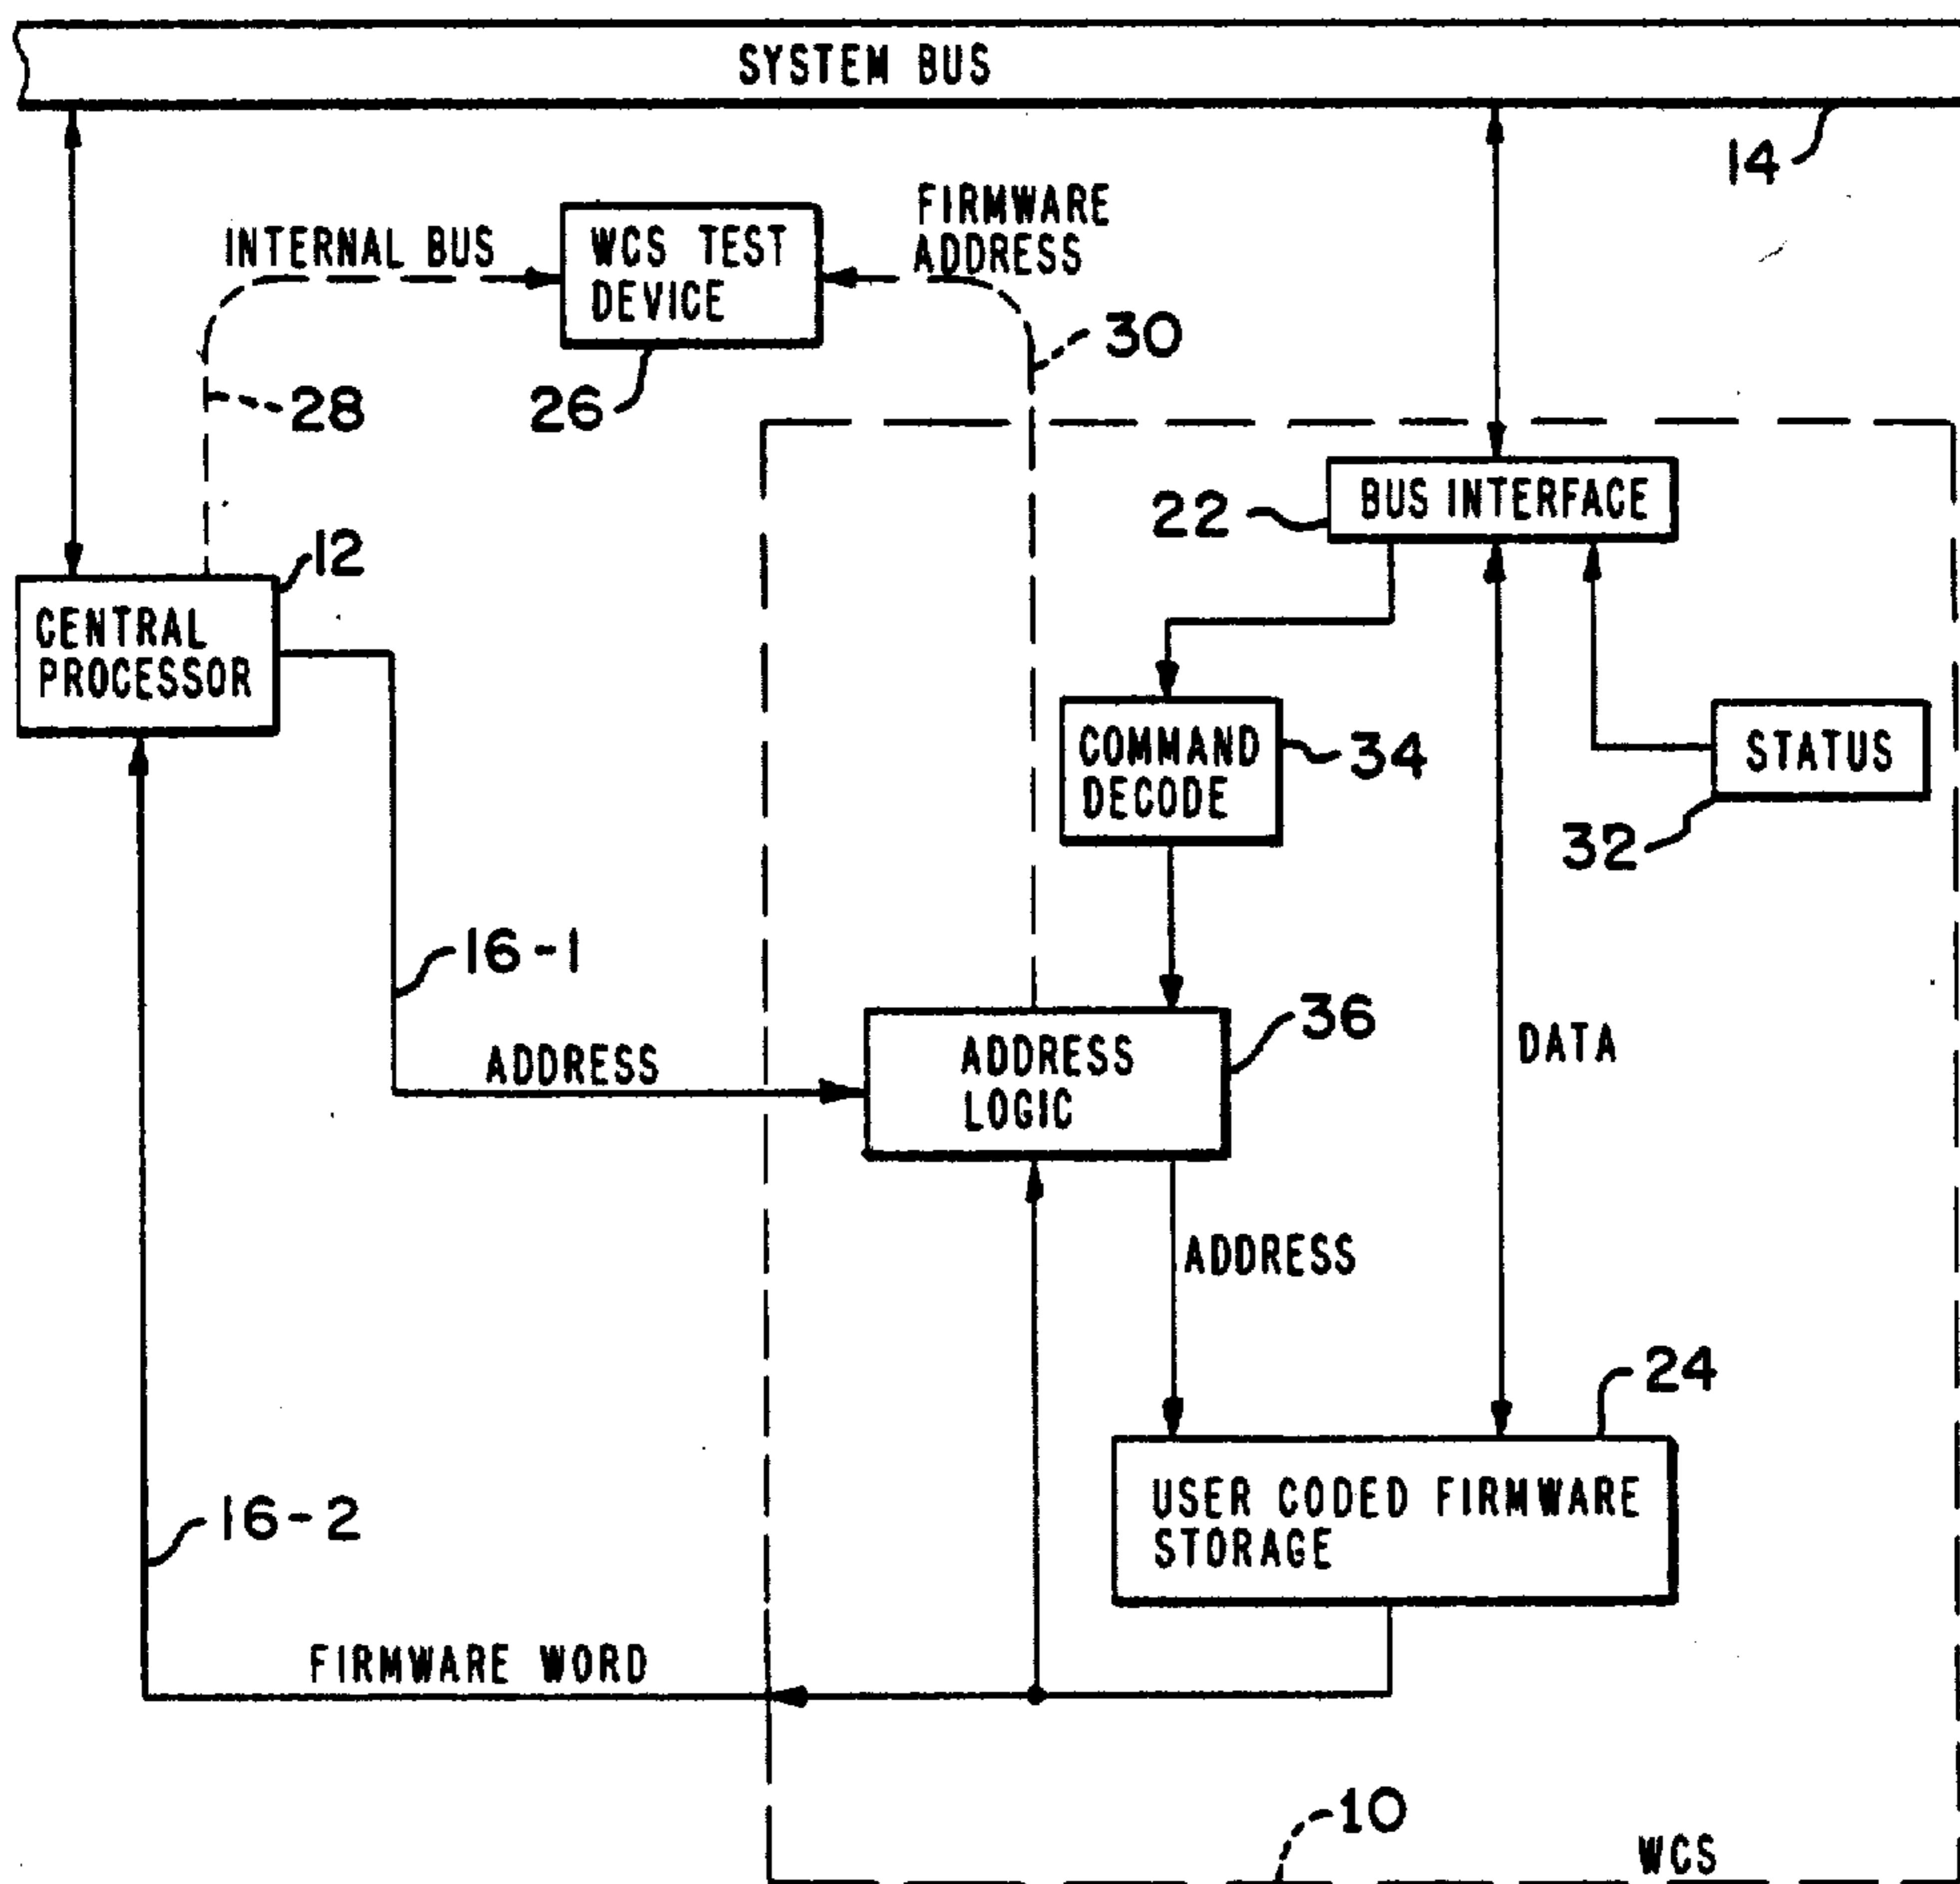 SYSTEM BUS
14
INTERNAL BUS
WCS TEST
DEVICE
FIRMWARE
ADDRESS
30
28
26
22
BUS INTERFACE
12
CENTRAL
PROCESSOR
COMMAND
DECODE
34
STATUS
32
16-1
36
ADDRESS
ADDRESS
LOGIC
DATA
ADDRESS
24
USER CODED FIRMWARE
STORAGE
16-2
FIRMWARE WORD
10
WCS